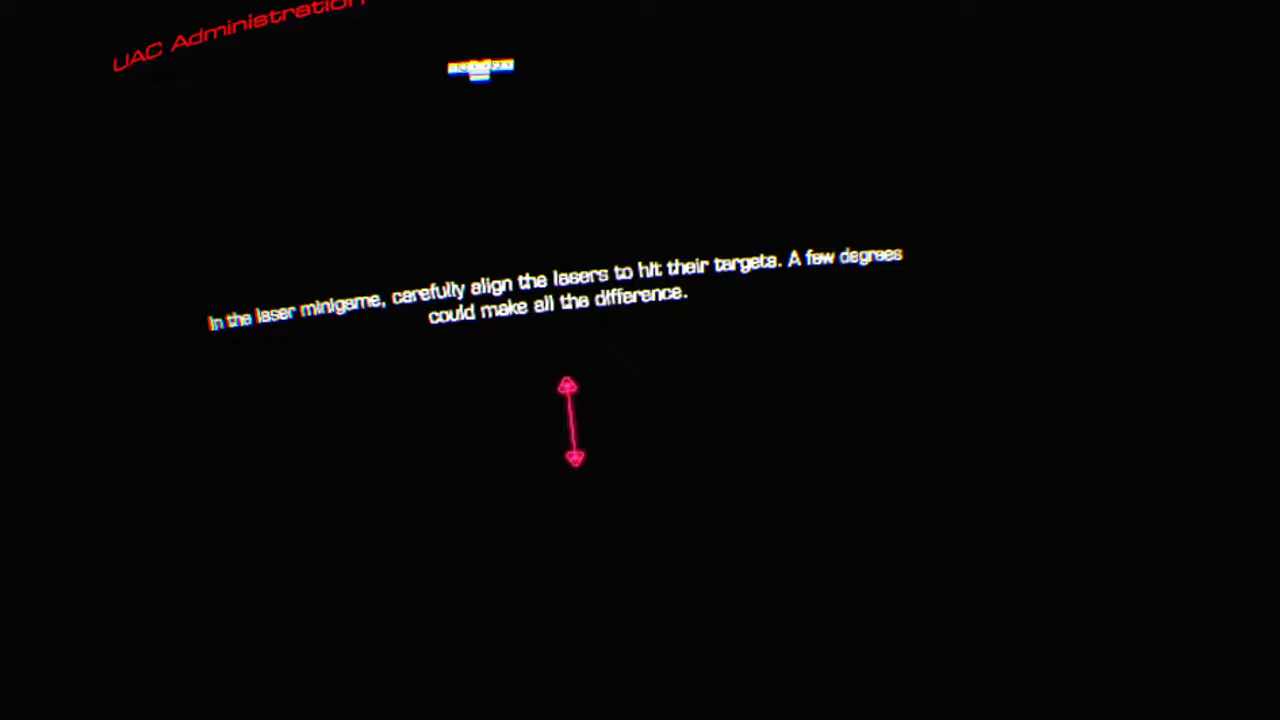 UAC Administration
In the laser minigame, carefully align the lasers to hit their targets. A few degrees
could make all the difference.